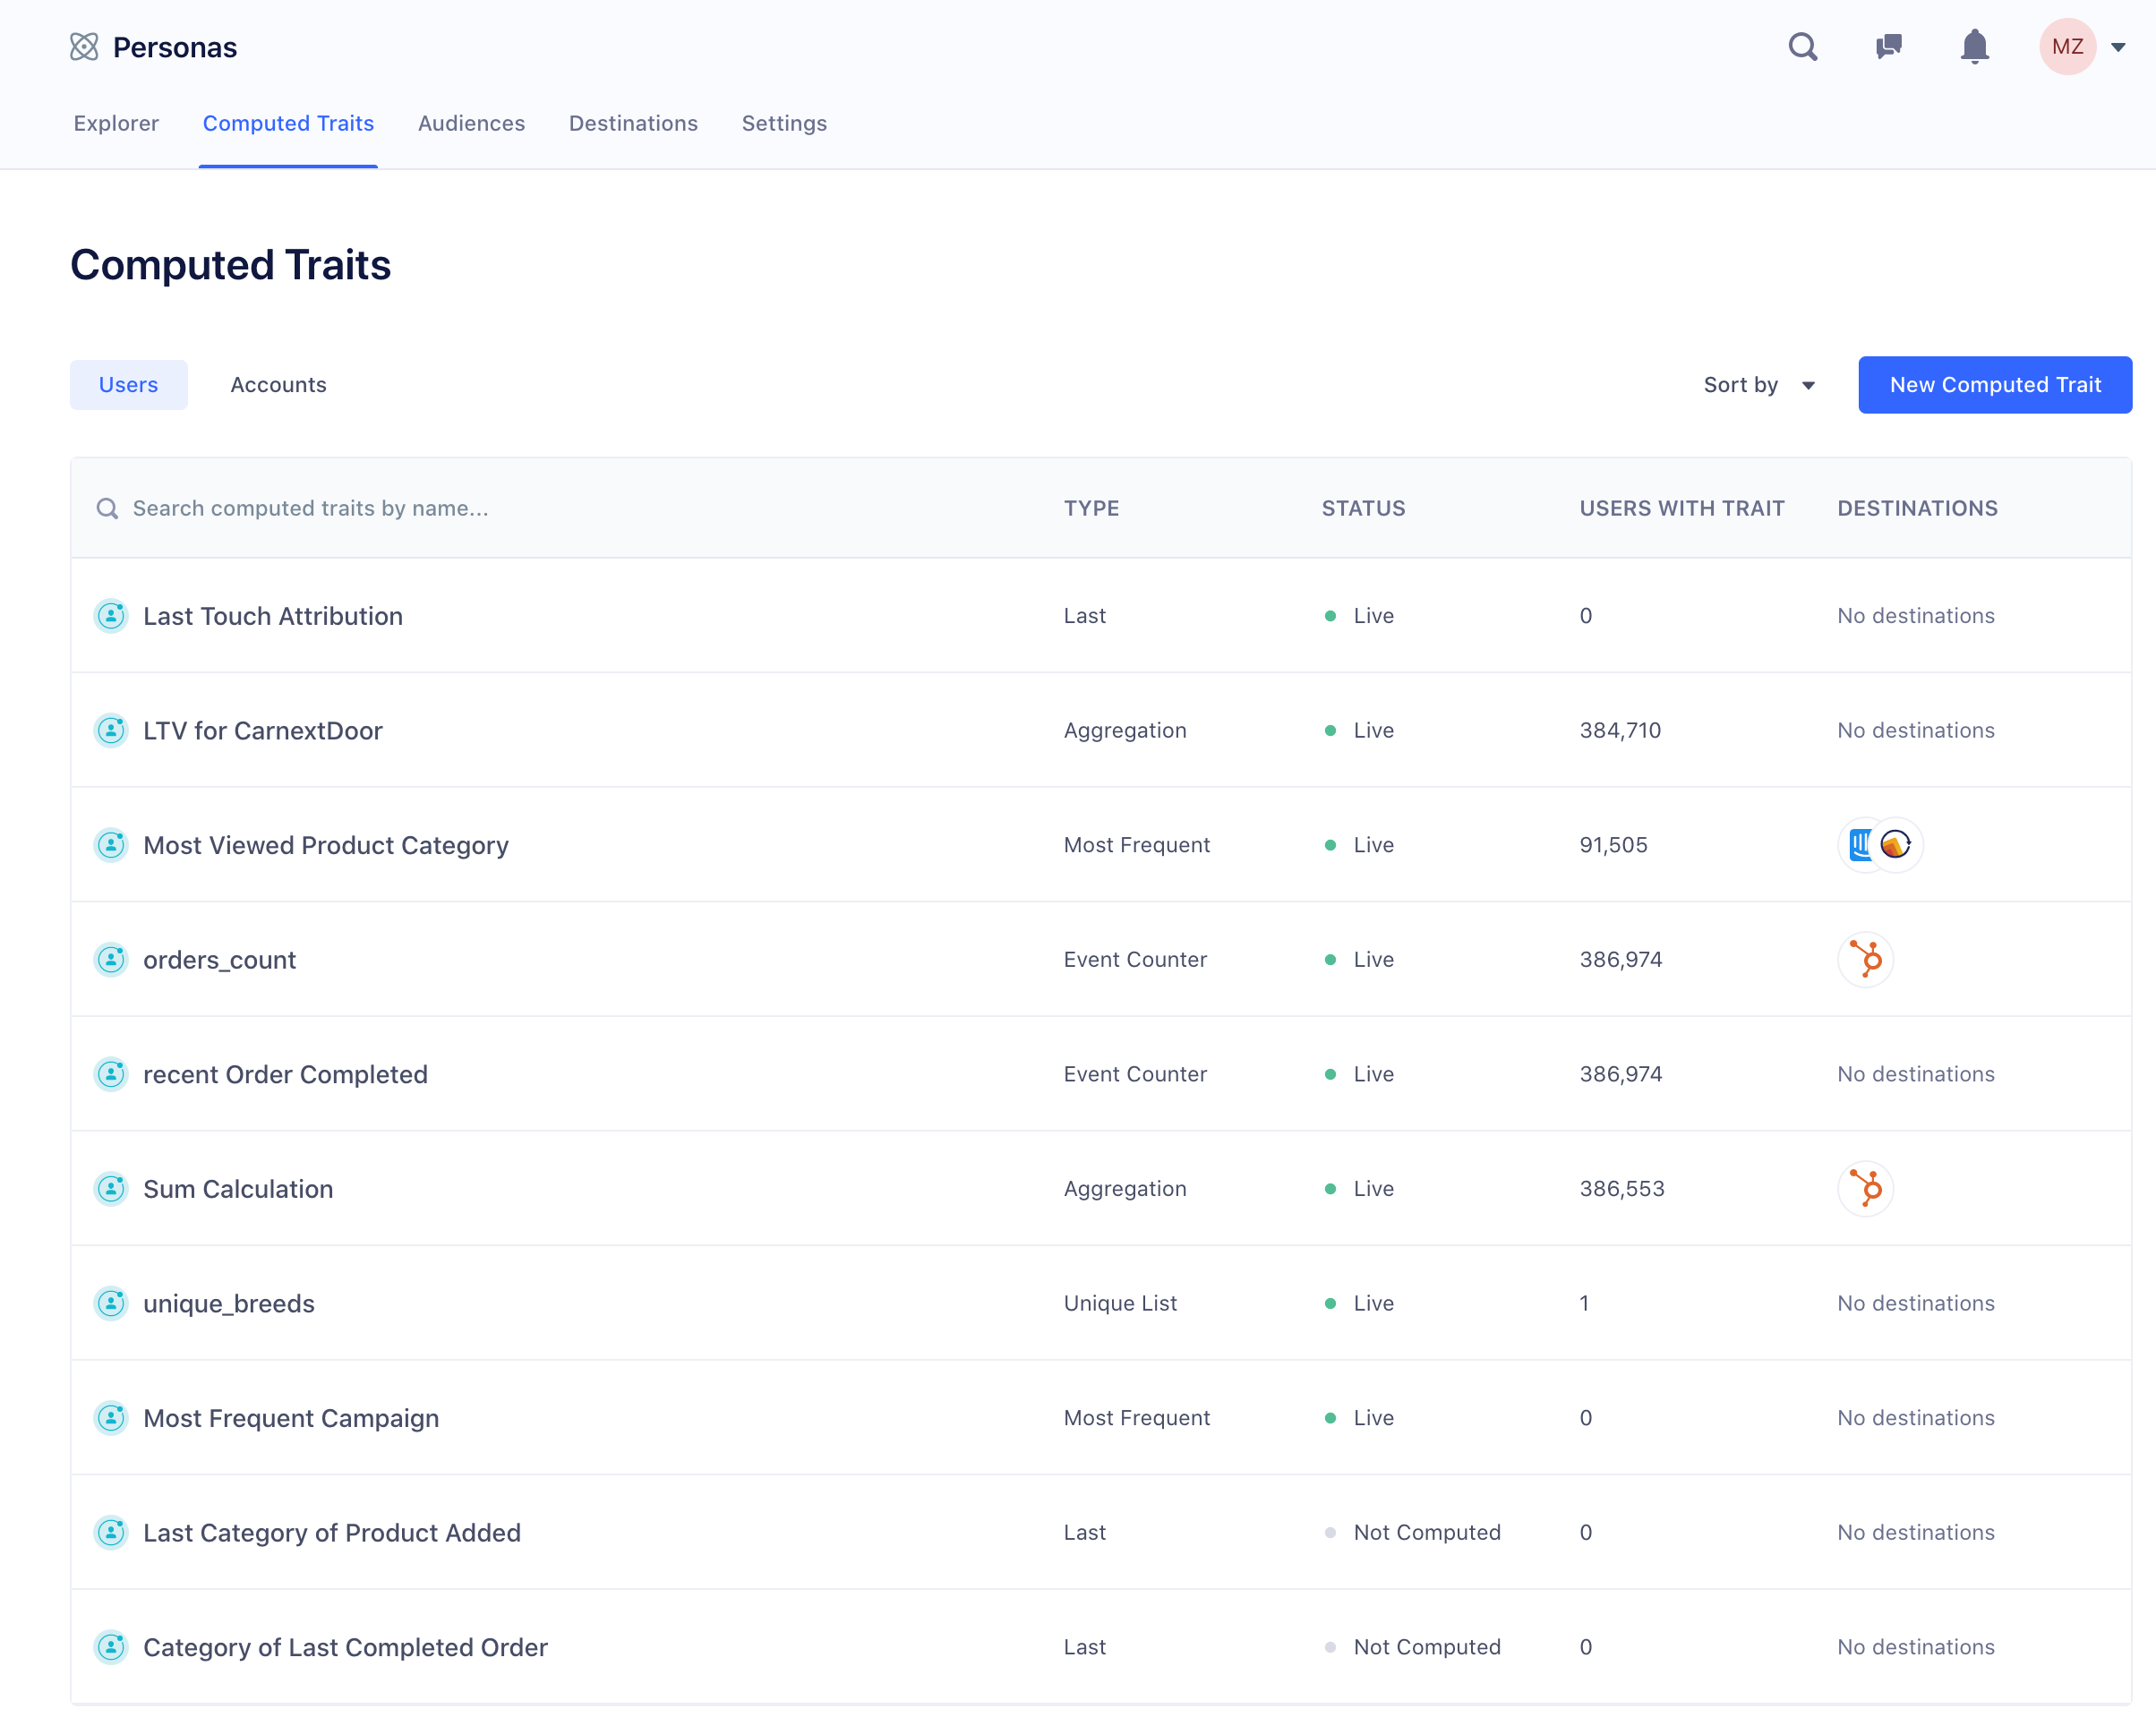 Personas
MZ
Explorer Computed Traits Audiences Destinations Settings
Computed Traits
Users Accounts Sort by New Computed Trait
Search computed traits by name... TYPE STATUS USERS WITH TRAIT DESTINATIONS
Last Touch Attribution Last Live 0 No destinations
LTV for CarnextDoor Aggregation Live 384,710 No destinations
Most Viewed Product Category Most Frequent Live 91,505
orders_count Event Counter Live 386,974
recent Order Completed Event Counter Live 386,974 No destinations
Sum Calculation Aggregation Live 386,553
unique_breeds Unique List Live 1 No destinations
Most Frequent Campaign Most Frequent Live 0 No destinations
Last Category of Product Added Last Not Computed 0 No destinations
Category of Last Completed Order Last Not Computed 0 No destinations